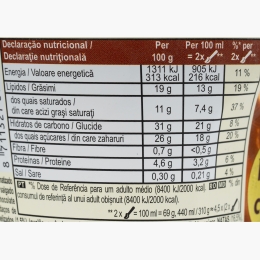 Declaração nutricional / Per Per 100 ml %* por
Declarație nutrițională 100 g = 2x 2x
1311 kJ 905 kJ
Energia / Valoare energetică 313 kcal 216 kcal 11 %
Lípidos / Grăsimi 19 g 13 g 19 %
dos quais saturados /
din care acizi grași saturați 11 g 7,4 g 37 %
Hidratos de carbono / Glucide 31 g 21 g 8 %
dos quais açúcares / din care zaharuri 26 g 18 g 20 %
Fibra / Fibre 0,7 g <0,5 g
Proteínas / Proteine 4,6 g 3,2 g 6 %
Sal / Sare 0,30 g 0,21 g 4 %
PT * % Dose de Referência para um adulto médio (8400 kJ/2000 kcal). RO
consumul de referință al unui adult obișnuit (8400 kJ/2000 kcal).
** 2x = 100 ml = 69 g, 440 ml / 310 g